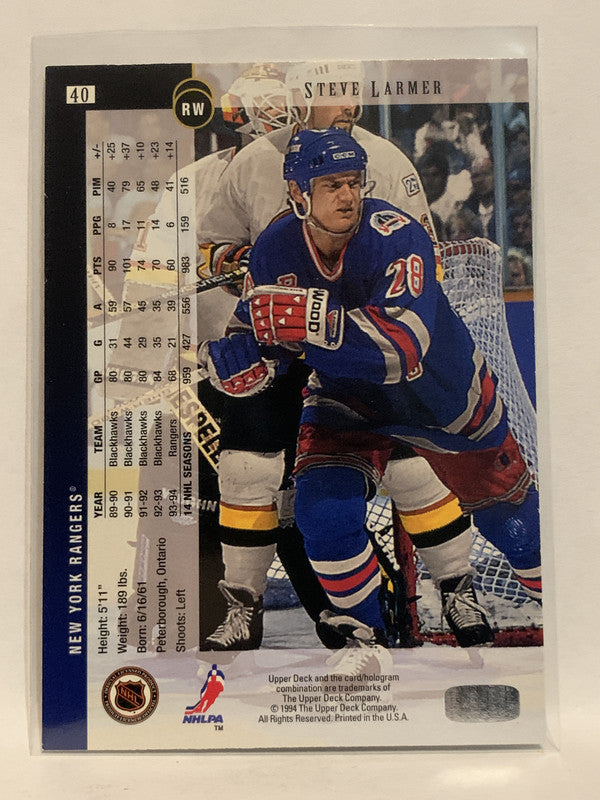 40
RW
STEVE LARMER
NEW YORK RANGERS®
Height: 5'11"
Weight: 189 lbs.
Born: 6/16/61
Peterborough, Ontario
Shoots: Left
YEAR TEAM GP G A PTS PPG PIM +/-
89-90 Blackhawks 80 31 59 90 8 40 +25
90-91 Blackhawks 80 44 57 101 17 79 +37
91-92 Blackhawks 80 29 45 74 11 65 +10
92-93 Blackhawks 84 35 35 70 14 48 +23
93-94 Rangers 68 21 39 60 6 41 +14
14 NHL SEASONS 959 427 556 983 159 516
CCM
28
WOOD
NHL
NHLPA
TM
Upper Deck and the card/hologram
combination are trademarks of
The Upper Deck Company.
© 1994 The Upper Deck Company.
All Rights Reserved. Printed in the U.S.A.